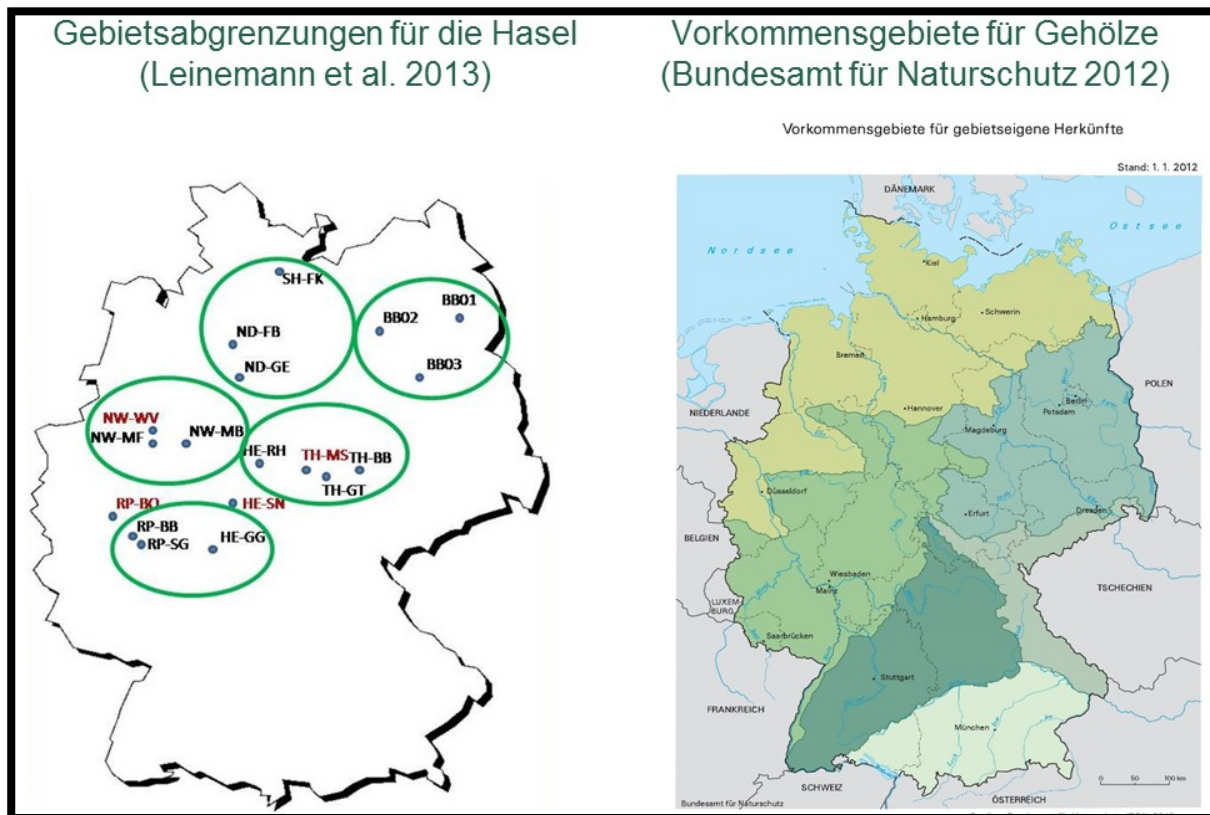 Gebietsabgrenzungen für die Hasel
(Leinemann et al. 2013)
SH-FK
BB01
BB02
ND-FB
ND-GE
BB03
NW-WV
NW-MF
NW-MB
HE-RH
TH-MS
TH-BB
TH-GT
HE-SN
RP-BB
RP-SG
HE-GG
Vorkommensgebiete für Gehölze
(Bundesamt für Naturschutz 2012)
Vorkommensgebiete für gebietseigene Herkünfte
Stand: 1. 1. 2012
DÄNEMARK
Nordsee
Ostsee
Kiel
Hamburg
Schwerin
Bremen
POLEN
NIEDERLANDE
Hannover
Berlin
Potsdam
Magdeburg
Düsseldorf
Erfurt
Dresden
BELGIEN
Wiesbaden
Mainz
TSCHECHIEN
LUXEM-
BURG
Saarbrücken
Stuttgart
FRANKREICH
München
0 50 100 km
SCHWEIZ
ÖSTERREICH
Bundesamt für Naturschutz